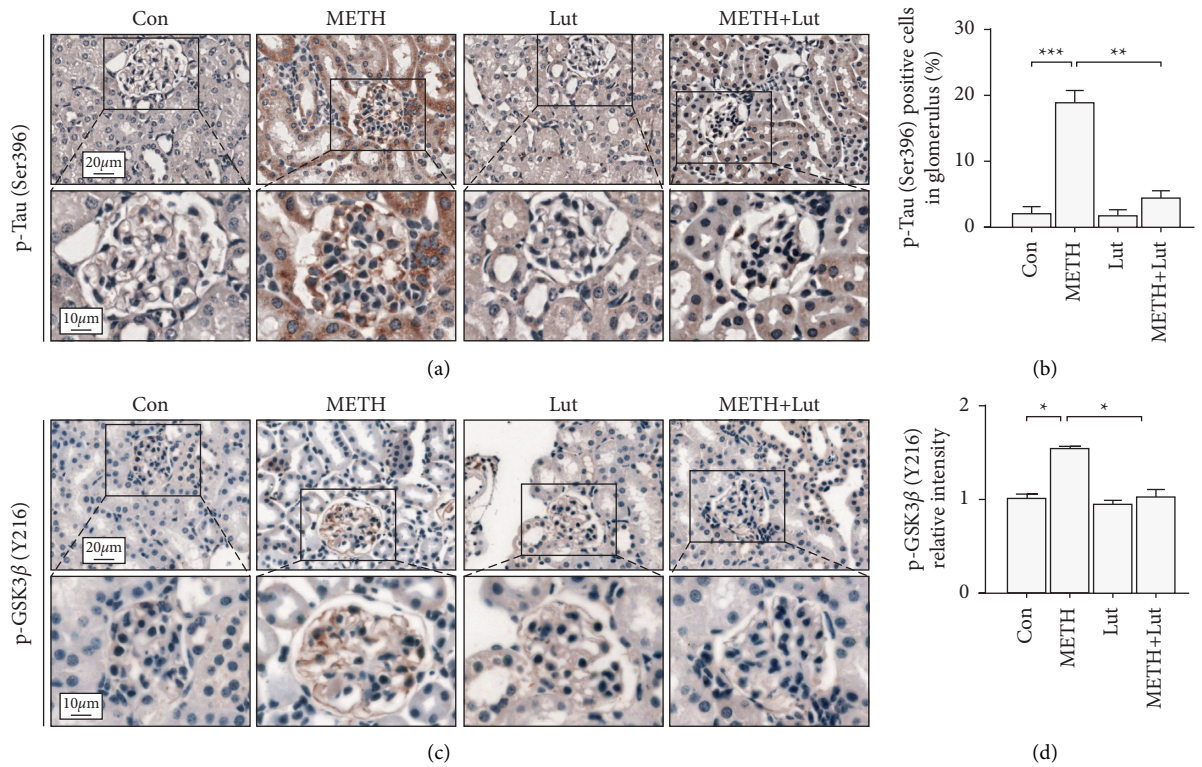 Con METH Lut METH+Lut
p-Tau (Ser396)
20μm
10μm
(a)
p-Tau (Ser396) positive cells
in glomerulus (%)
30
20
10
0
*** **
Con
METH
Lut
METH+Lut
(b)
Con METH Lut METH+Lut
p-GSK3β (Y216)
20μm
10μm
(c)
p-GSK3β (Y216)
relative intensity
2
1
0
* *
Con
METH
Lut
METH+Lut
(d)